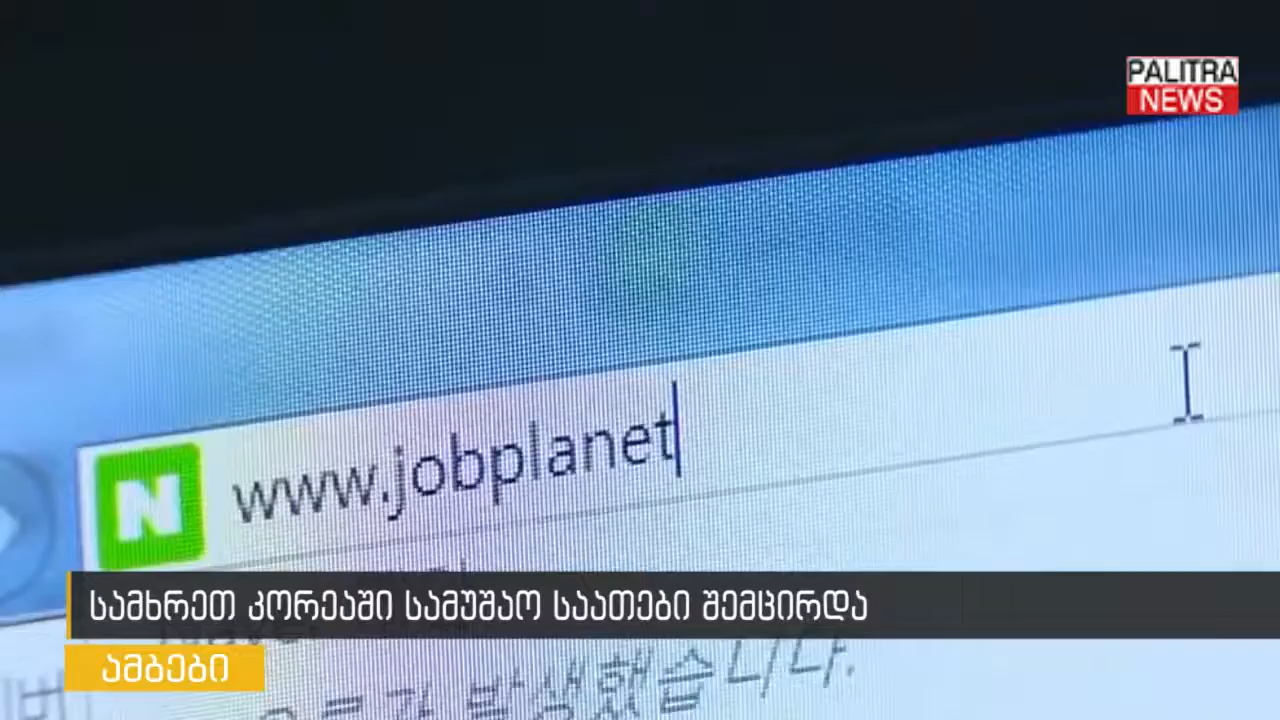 PALITRA
NEWS
N www.jobplanet
სამხრეთ კორეაში სამუშაო საათები შემცირდა
ამბები
발생했습니다.